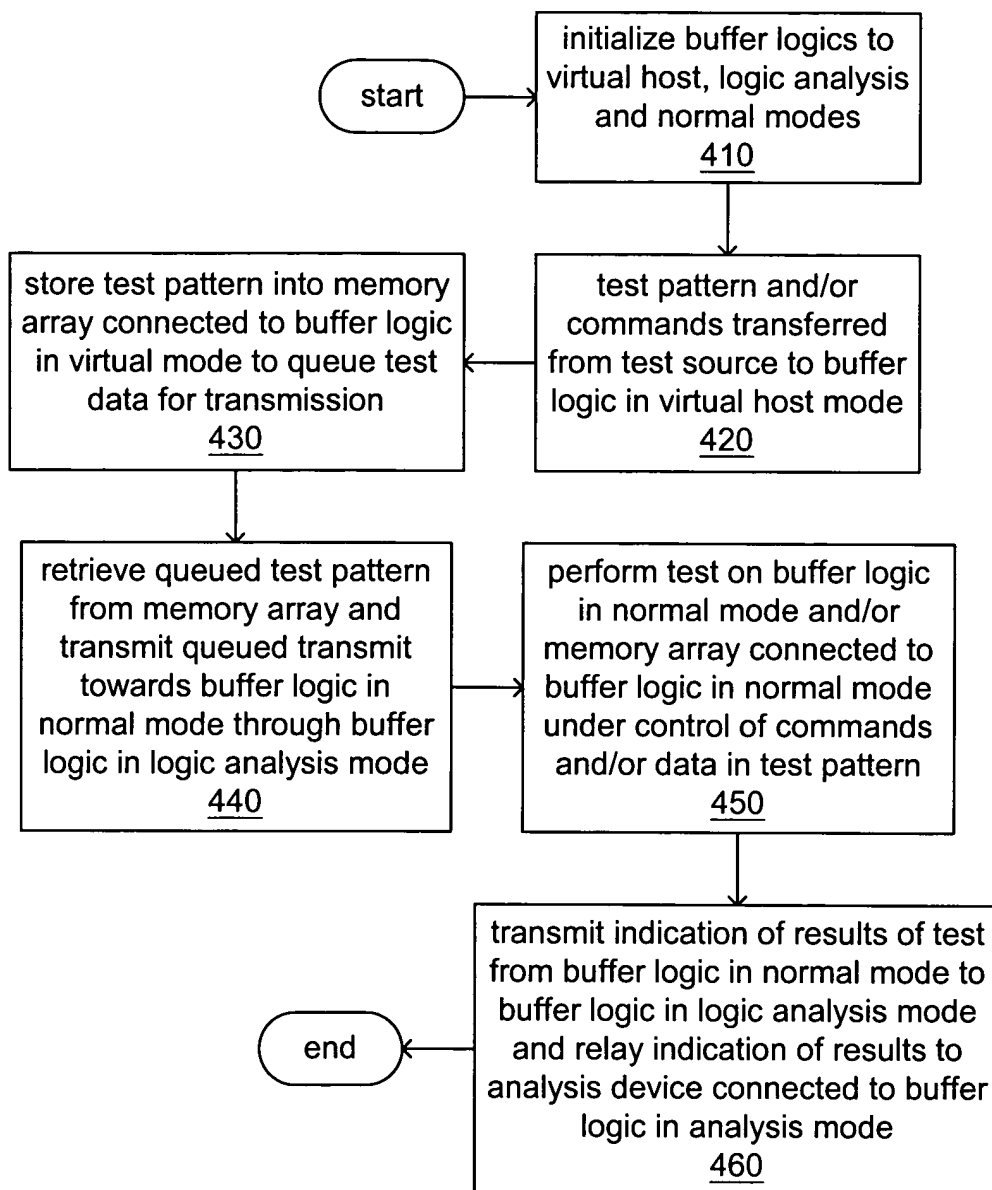 start
initialize buffer logics to
virtual host, logic analysis
and normal modes
410
test pattern and/or
commands transferred
from test source to buffer
logic in virtual host mode
420
store test pattern into memory
array connected to buffer logic
in virtual mode to queue test
data for transmission
430
retrieve queued test pattern
from memory array and
transmit queued transmit
towards buffer logic in
normal mode through buffer
logic in logic analysis mode
440
perform test on buffer logic
in normal mode and/or
memory array connected to
buffer logic in normal mode
under control of commands
and/or data in test pattern
450
transmit indication of results of test
from buffer logic in normal mode to
buffer logic in logic analysis mode
and relay indication of results to
analysis device connected to buffer
logic in analysis mode
460
end